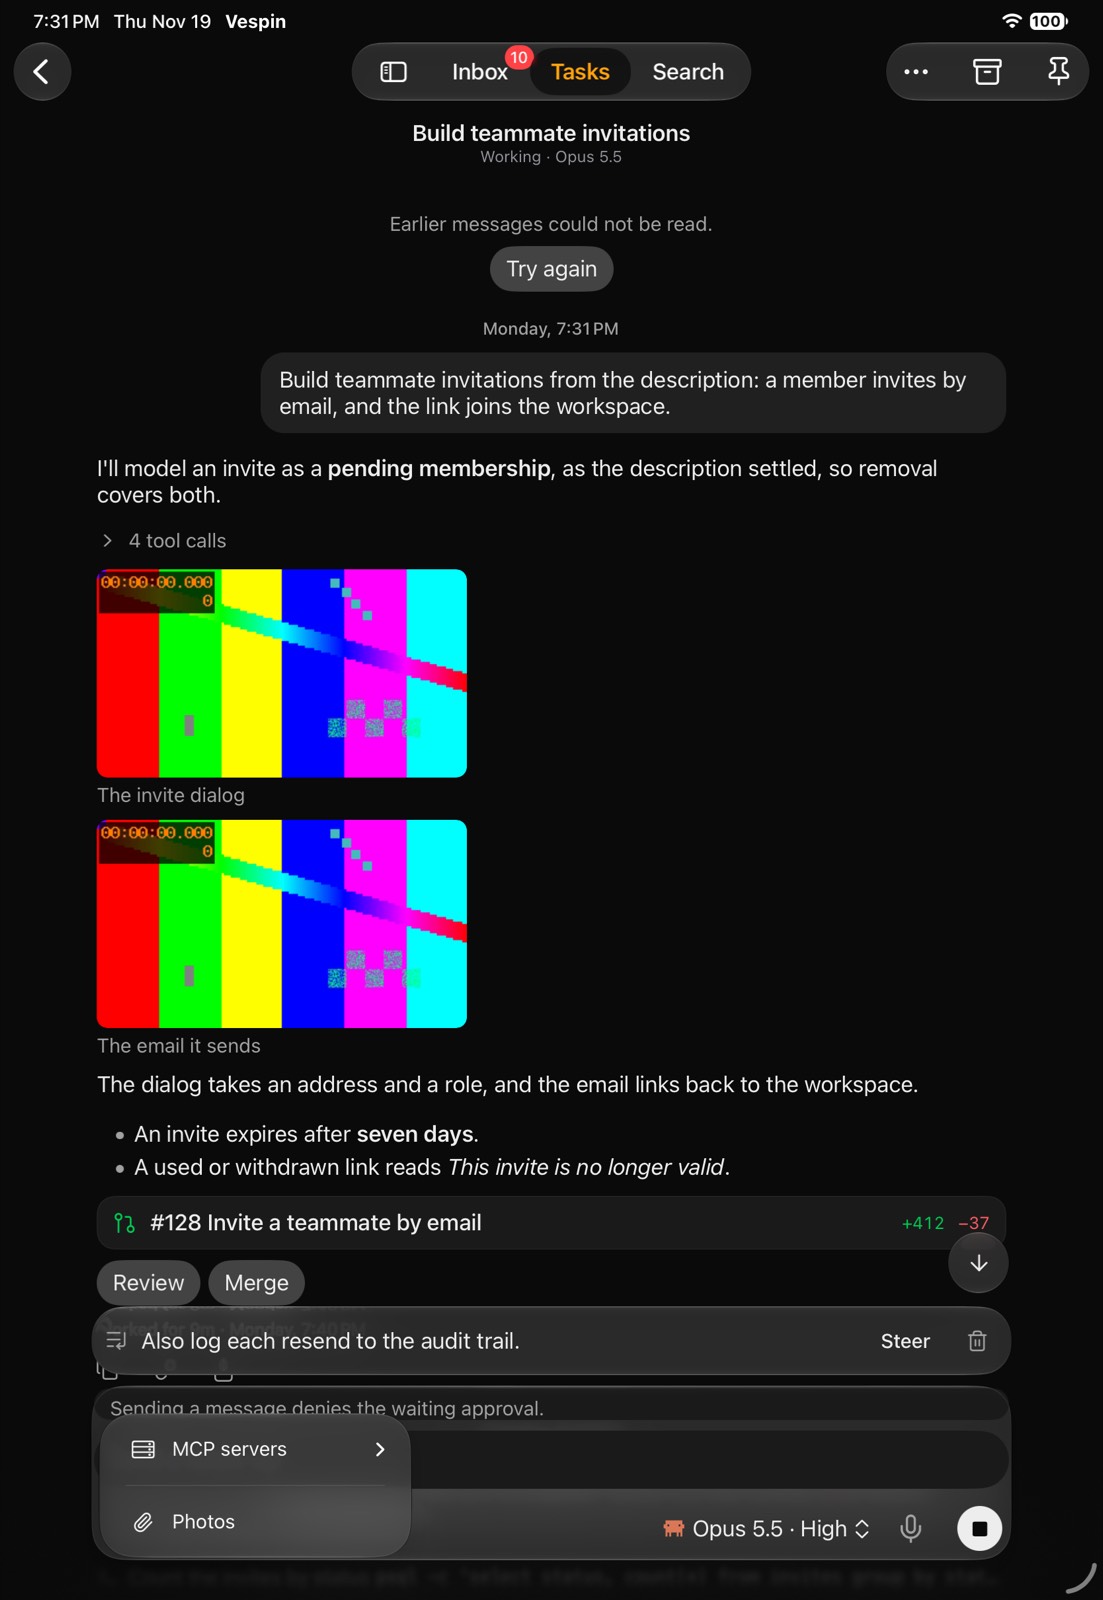 7:31 PM Thu Nov 19 Vespin
100
Inbox
10
Tasks
Search
Build teammate invitations
Working · Opus 5.5
Earlier messages could not be read.
Try again
Monday, 7:31 PM
Build teammate invitations from the description: a member invites by
email, and the link joins the workspace.
I'll model an invite as a pending membership, as the description settled, so removal
covers both.
4 tool calls
00:00:00.000
0
The invite dialog
00:00:00.000
0
The email it sends
The dialog takes an address and a role, and the email links back to the workspace.
• An invite expires after seven days.
• A used or withdrawn link reads This invite is no longer valid.
#128 Invite a teammate by email
+412 −37
Review
Merge
Also log each resend to the audit trail.
Steer
Sending a message denies the waiting approval.
MCP servers
Photos
Opus 5.5 · High